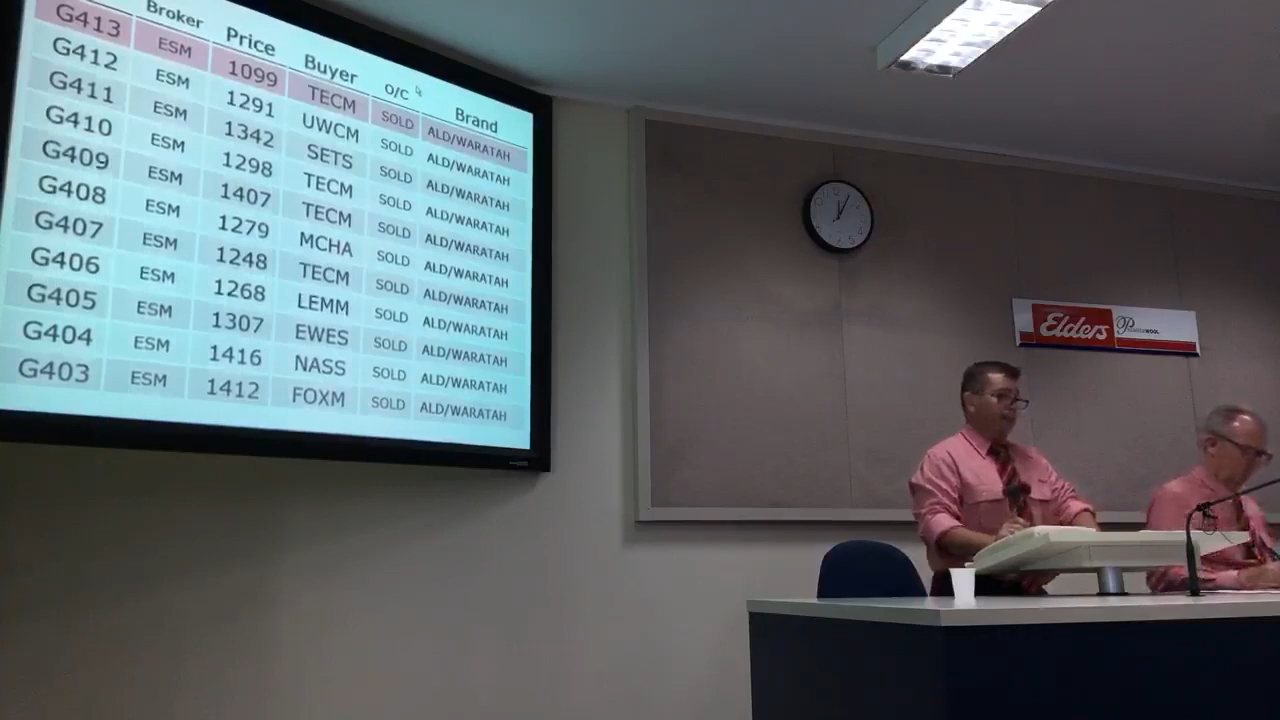 Broker Price Buyer O/C Brand
G413 ESM 1099 TECM SOLD ALD/WARATAH
G412 ESM 1291 UWCM SOLD ALD/WARATAH
G411 ESM 1342 SETS SOLD ALD/WARATAH
G410 ESM 1298 TECM SOLD ALD/WARATAH
G409 ESM 1407 TECM SOLD ALD/WARATAH
G408 ESM 1279 MCHA SOLD ALD/WARATAH
G407 ESM 1248 TECM SOLD ALD/WARATAH
G406 ESM 1268 LEMM SOLD ALD/WARATAH
G405 ESM 1307 EWES SOLD ALD/WARATAH
G404 ESM 1416 NASS SOLD ALD/WARATAH
G403 ESM 1412 FOXM SOLD ALD/WARATAH
Elders